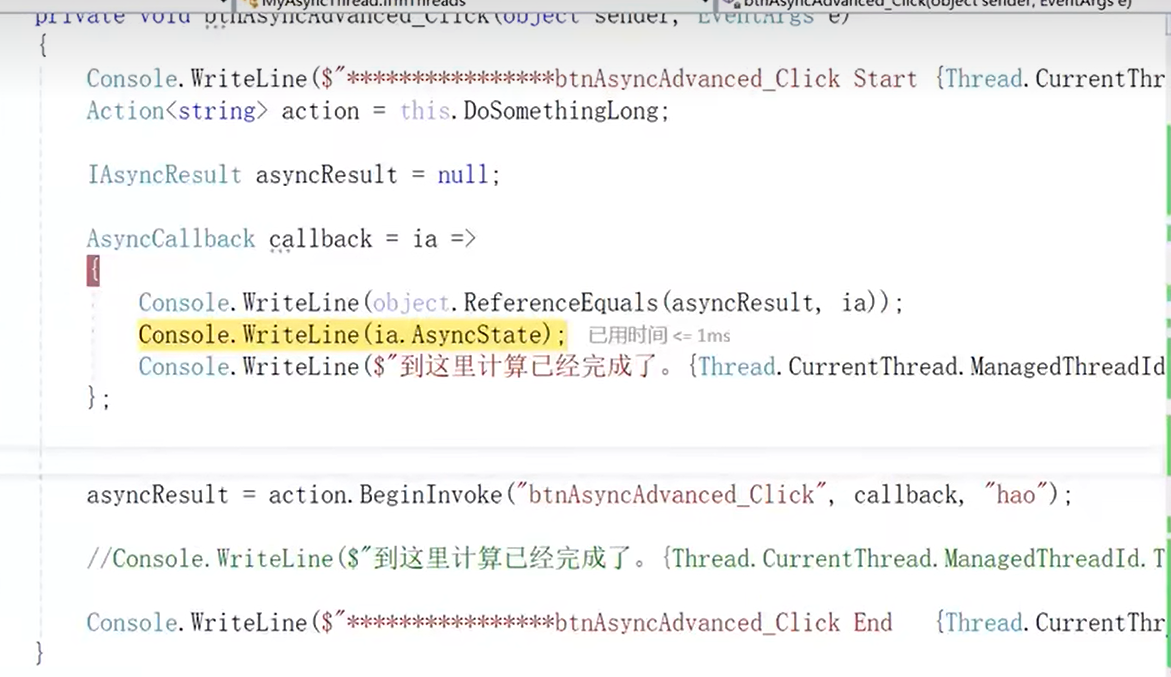 MyAsyncThread.frmThreads btnAsyncAdvanced_Click(object sender, EventArgs e)
private void btnAsyncAdvanced_Click(object sender, EventArgs e)
{
Console.WriteLine($"****************btnAsyncAdvanced_Click Start {Thread.CurrentThr
Action<string> action = this.DoSomethingLong;
IAsyncResult asyncResult = null;
AsyncCallback callback = ia =>
{
Console.WriteLine(object.ReferenceEquals(asyncResult, ia));
Console.WriteLine(ia.AsyncState); 已用时间 <= 1ms
Console.WriteLine($"到这里计算已经完成了。{Thread.CurrentThread.ManagedThreadId
};
asyncResult = action.BeginInvoke("btnAsyncAdvanced_Click", callback, "hao");
//Console.WriteLine($"到这里计算已经完成了。{Thread.CurrentThread.ManagedThreadId.T
Console.WriteLine($"****************btnAsyncAdvanced_Click End {Thread.CurrentThr
}